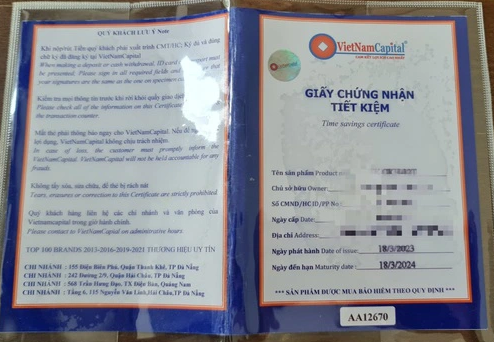 QUÝ KHÁCH LƯU Ý Note
Khi nộp/rút Tiền quý khách phải xuất trình CMT/HC; Ký đủ và đúng
chữ ký đã đăng ký tại VietNamCapital
When making a deposit or cash withdrawal, ID card passport must
be presented. Please sign in all required fields and that
your signatures are the same as the one on specimen
Kiểm tra mọi thông tin trước khi rời khỏi quầy giao dịch
Please check all of the information on this Certificate
the transaction counter.
Mất thẻ phải thông báo ngay cho VietNamCapital. Nếu để
lợi dụng, VietNamCapital không chịu trách nhiệm.
In case of loss, the customer must promptly inform the
VietNamCapital. VietNamCapital will not be held accountable for any
frauds.
Không tẩy xóa, sửa chữa, để thẻ bị rách nát
Tears, erasures or correction to this Certificate are strictly prohibited.
Quý khách hàng liên hệ các chi nhánh và văn phòng của
Vietnamcapital trong giờ hành chính.
Please contact to VietNamCapital on administrative hours.
TOP 100 BRANDS 2015-2016-2019-2021 THƯƠNG HIỆU UY TÍN
CHI NHÁNH : 195 Điện Biên Phủ, Quận Thanh Khê, TP Đà Nẵng
CHI NHÁNH : 242 Đường 2/9, Quận Hải Châu, TP Đà Nẵng
CHI NHÁNH : 568 Trần Hưng Đạo, TX Điện Bàn, Quảng Nam
CHI NHÁNH : Tầng 6, 135 Nguyễn Văn Linh,Hải Châu,TP Đà Nẵng
VietNamCapital
GIẤY CHỨNG NHẬN
TIẾT KIỆM
Time savings certificate
Tên sản phẩm Product
Chủ sở hữu Owner:
Số CMND/HC ID/PP No
Ngày cấp Date:
Địa chỉ Address:
Ngày phát hành Date of issue: 18/3/2023
Ngày đến hạn Maturity date: 18/3/2024
*** SẢN PHẨM ĐƯỢC MUA BẢO HIỂM THEO QUY ĐỊNH ***
AA12670